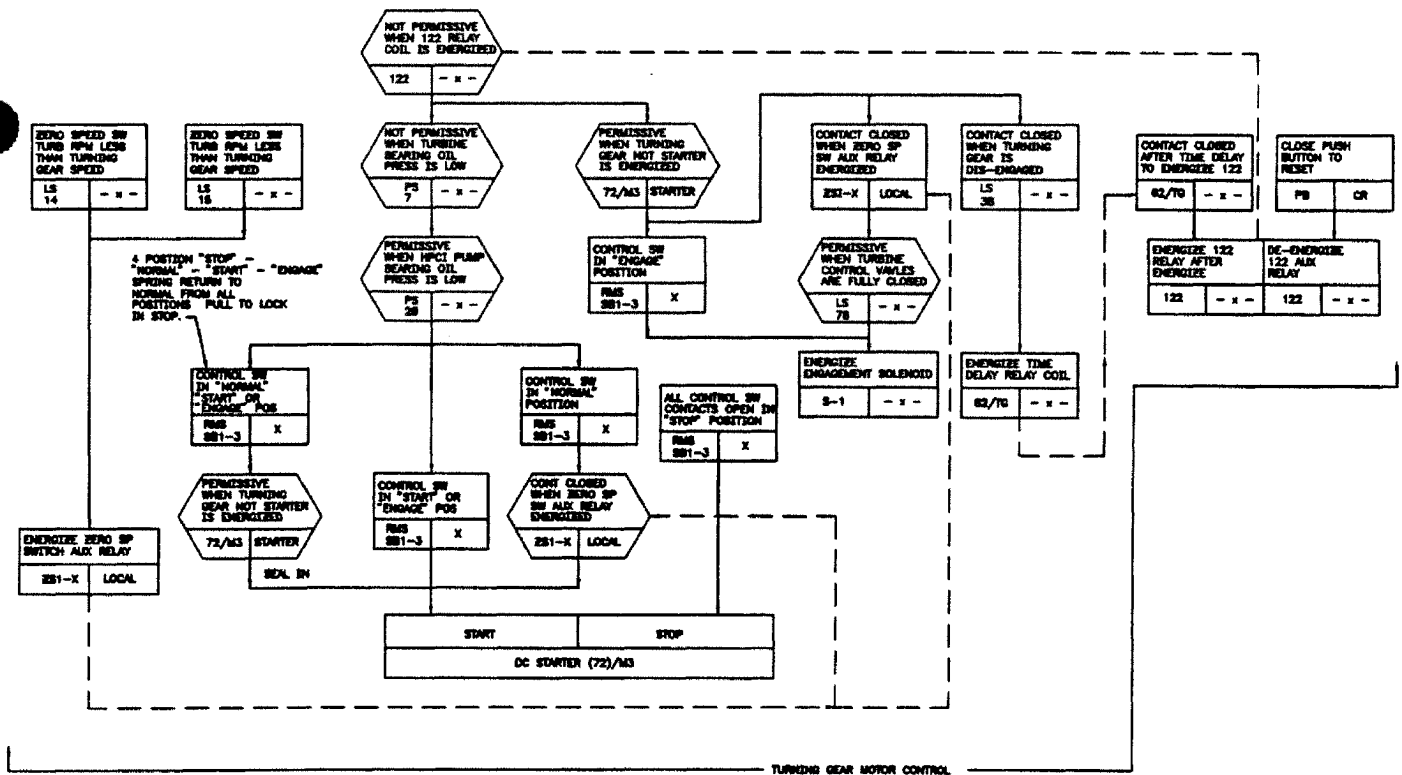 NOT PERMISSIVE
WHEN 122 RELAY
COIL IS ENERGIZED
122 - x -
ZERO SPEED SW
TURB RPM LESS
THAN TURNING
GEAR SPEED
LS
14 - x -
ZERO SPEED SW
TURB RPM LESS
THAN TURNING
GEAR SPEED
LS
15 - x -
NOT PERMISSIVE
WHEN TURBINE
BEARING OIL
PRESS IS LOW
PS
7 - x -
PERMISSIVE
WHEN TURNING
GEAR NOT STARTER
IS ENERGIZED
72/M3 STARTER
CONTACT CLOSED
WHEN ZERO SP
SW AUX RELAY
ENERGIZED
ZS1-X LOCAL
CONTACT CLOSED
WHEN TURNING
GEAR IS
DIS-ENGAGED
LS
- x -
CONTACT CLOSED
AFTER TIME DELAY
TO ENERGIZE 122
62/TG - x -
CLOSE PUSH
BUTTON TO
RESET
PB CR
4 POSTION "STOP" -
"NORMAL" - "START" - "ENGAGE"
SPRING RETURN TO
NORMAL FROM ALL
POSITIONS PULL TO LOCK
IN STOP.
PERMISSIVE
WHEN HPCI PUMP
BEARING OIL
PRESS IS LOW
PS
- x -
CONTROL SW
IN "ENGAGE"
POSITION
RMS
SB1-3 X
PERMISSIVE
WHEN TURBINE
CONTROL VAVLES
ARE FULLY CLOSED
LS
- x -
ENERGIZE 122
RELAY AFTER
ENERGIZE
122 - x -
DE-ENERGIZE
122 AUX
RELAY
122 - x -
CONTROL SW
IN "NORMAL"
"START" OR
"ENGAGE" POS
RMS
SB1-3 X
CONTROL SW
IN "NORMAL"
POSITION
RMS
SB1-3 X
ALL CONTROL SW
CONTACTS OPEN IN
"STOP" POSITION
RMS
SB1-3 X
ENERGIZE
ENGAGEMENT SOLENOID
S-1 - x -
ENERGIZE TIME
DELAY RELAY COIL
62/TG - x -
PERMISSIVE
WHEN TURNING
GEAR NOT STARTER
IS ENERGIZED
72/M3 STARTER
CONTROL SW
IN "START" OR
"ENGAGE" POS
RMS
SB1-3 X
CONT CLOSED
WHEN ZERO SP
SW AUX RELAY
ENERGIZED
ZS1-X LOCAL
ENERGIZE ZERO SP
SWITCH AUX RELAY
ZS1-X LOCAL
SEAL IN
START STOP
DC STARTER (72)/M3
TURNING GEAR MOTOR CONTROL